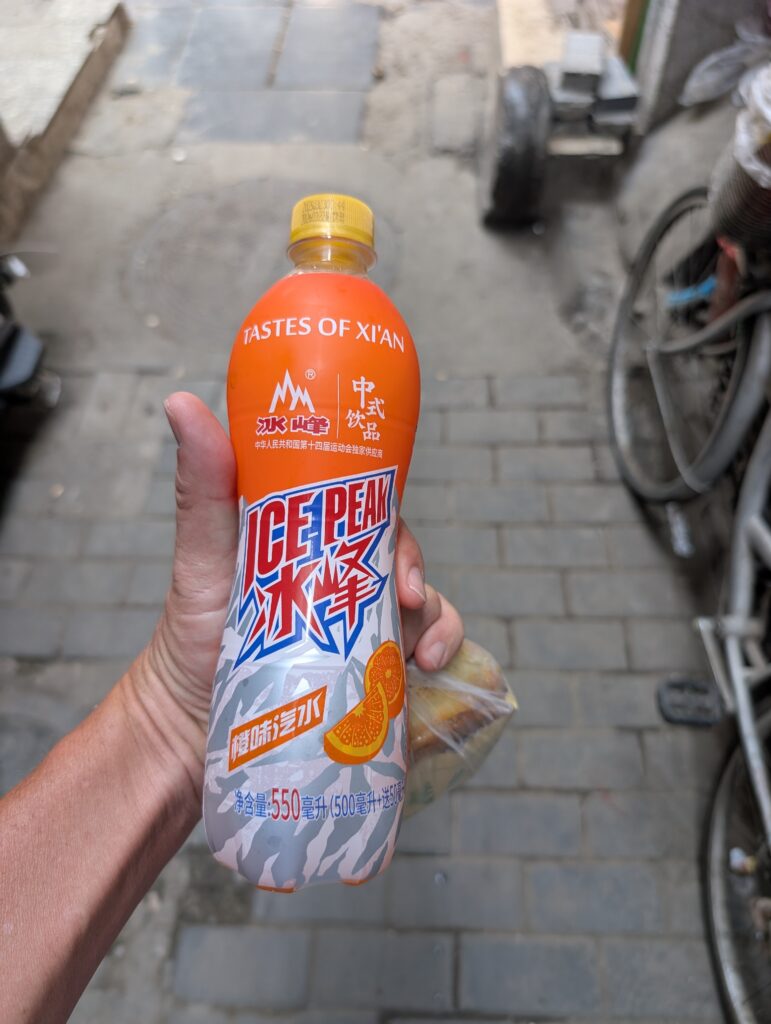 TASTES OF XI'AN
冰峰®
中式
饮品
中华人民共和国第十四届运动会独家供应商
ICE PEAK
冰峰
橙味汽水
净含量:550毫升(500毫升+送50